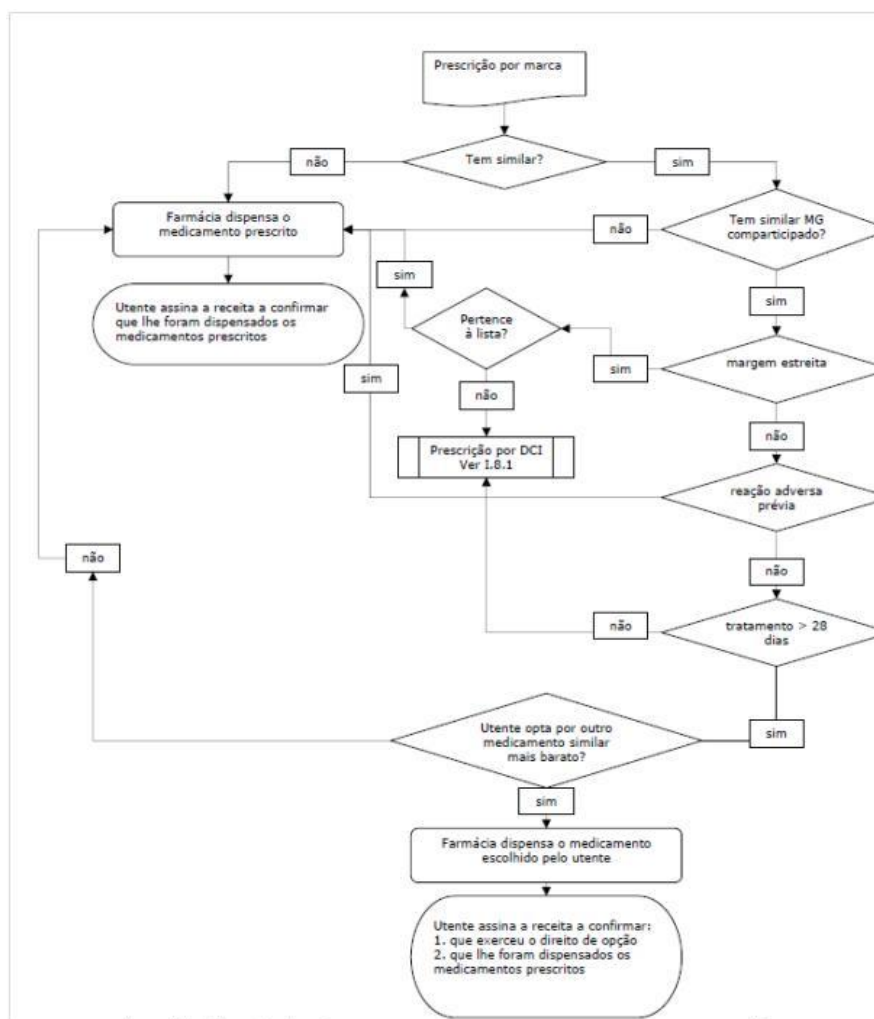 Prescrição por marca
Tem similar?
não
sim
Farmácia dispensa o
medicamento prescrito
não
Tem similar MG
comparticipado?
sim
sim
Utente assina a receita a confirmar
que lhe foram dispensados os
medicamentos prescritos
Pertence
à lista?
sim
margem estreita
sim
não
não
Prescrição por DCI
Ver I.8.1
reação adversa
prévia
não
não
não
tratamento > 28
dias
Utente opta por outro
medicamento similar
mais barato?
sim
sim
Farmácia dispensa o medicamento
escolhido pelo utente
Utente assina a receita a confirmar:
1. que exerceu o direito de opção
2. que lhe foram dispensados os
medicamentos prescritos